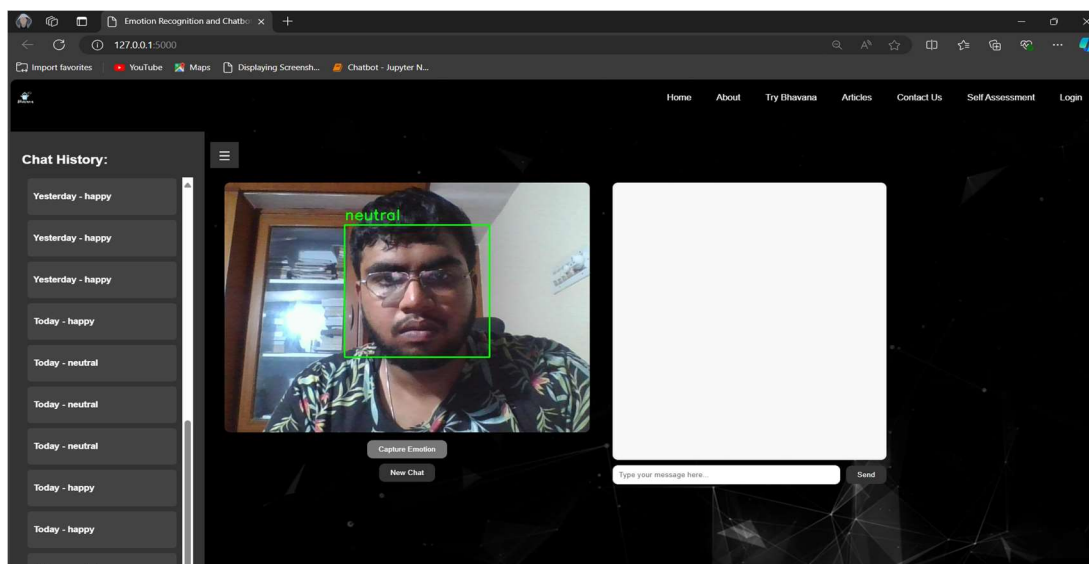 Emotion Recognition and Chatbo
127.0.0.1:5000
Import favorites
YouTube
Maps
Displaying Screensh...
Chatbot - Jupyter N...
Home
About
Try Bhavana
Articles
Contact Us
Self Assessment
Login
Chat History:
Yesterday - happy
Yesterday - happy
Yesterday - happy
Today - happy
Today - neutral
Today - neutral
Today - neutral
Today - happy
Today - happy
neutral
Capture Emotion
New Chat
Type your message here...
Send